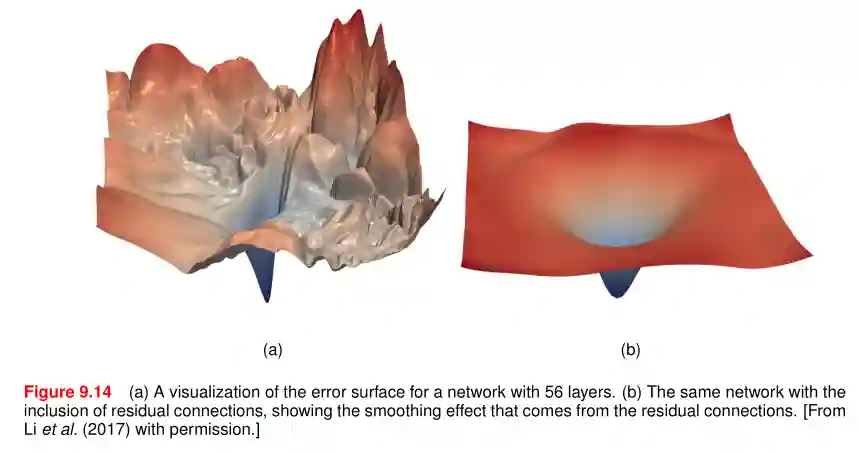 (a)
(b)
Figure 9.14 (a) A visualization of the error surface for a network with 56 layers. (b) The same network with the
inclusion of residual connections, showing the smoothing effect that comes from the residual connections. [From
Li et al. (2017) with permission.]